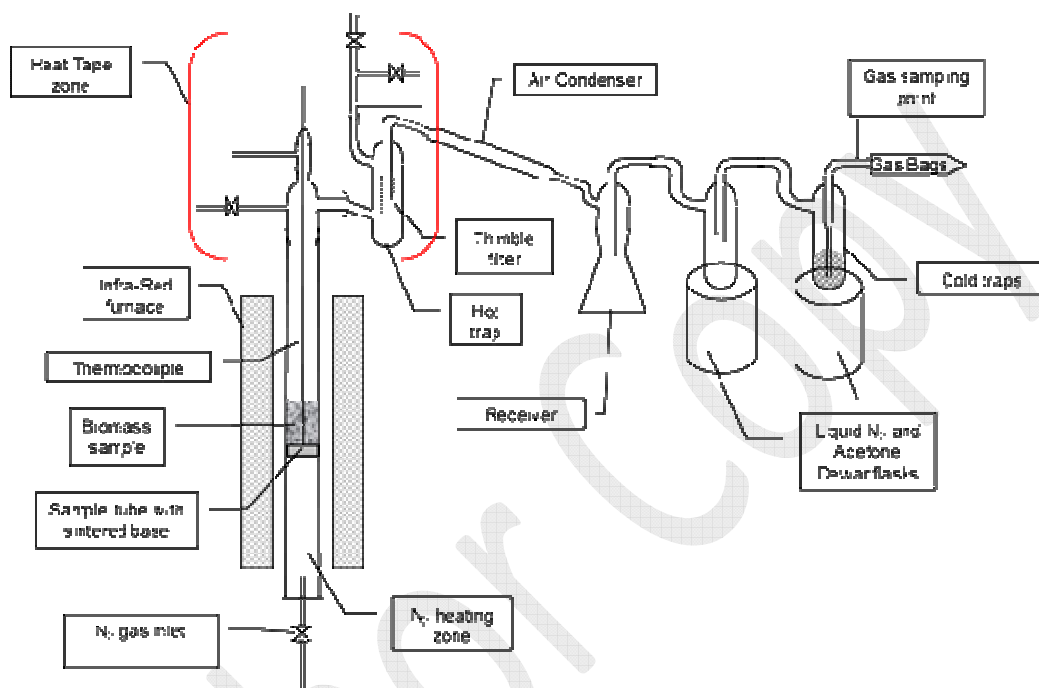 Heat Tape
zone
Air Condenser
Gas samping
point
Gas Bags
Thimble
filter
Cold traps
Infra-Red
furnace
Hot
trap
Thermocouple
Receiver
Biomass
sample
Liquid N₂ and
Acetone
Dewar flasks
Sample tube with
sintered base
N₂ gas inlet
N₂ heating
zone
or Copy